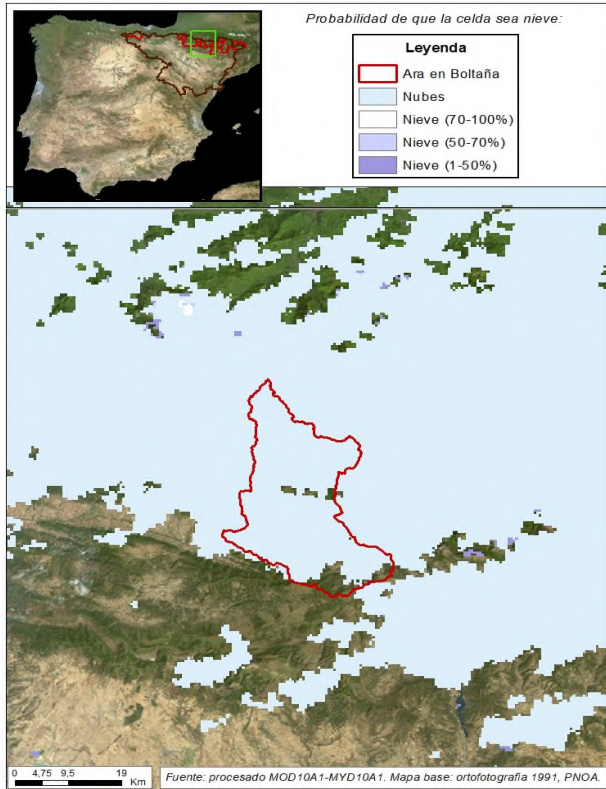 Probabilidad de que la celda sea nieve:
Leyenda
Ara en Boltaña
Nubes
Nieve (70-100%)
Nieve (50-70%)
Nieve (1-50%)
0 4,75 9,5 19
Km
Fuente: procesado MOD10A1-MYD10A1. Mapa base: ortofotografia 1991, PNOA.